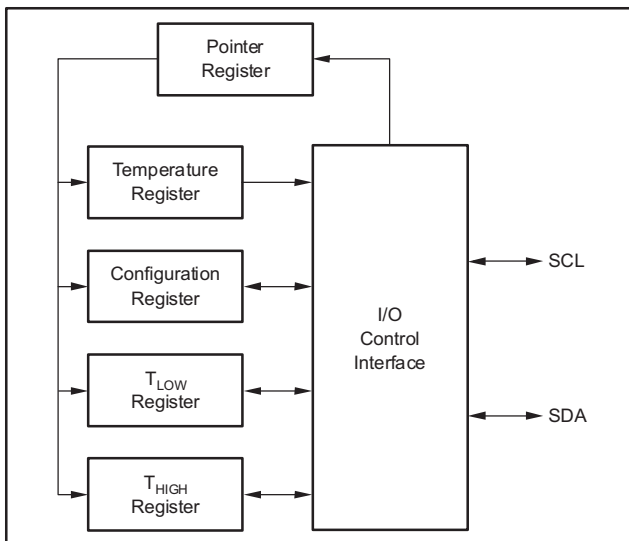 Pointer
Register
Temperature
Register
Configuration
Register
T_LOW
Register
T_HIGH
Register
I/O
Control
Interface
SCL
SDA